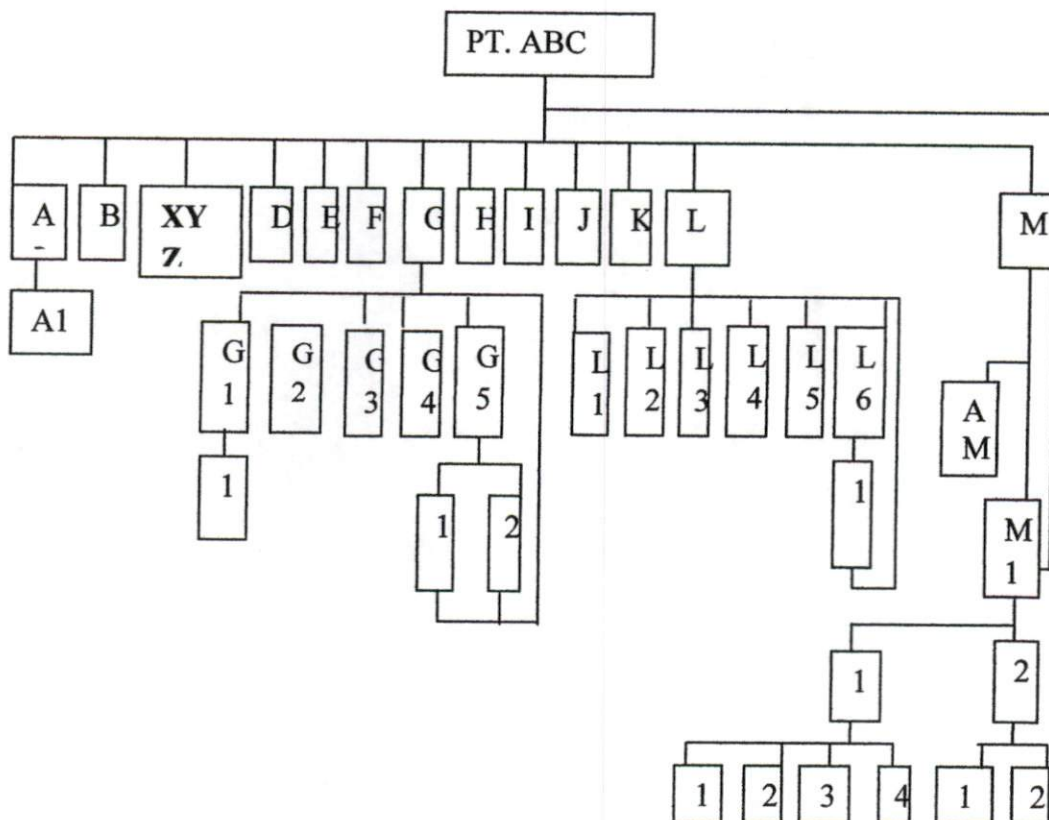 PT. ABC
A B XY D E F G H I J K L M
-
Z
A1
G G G G G L L L L L L
1 2 3 4 5 1 2 3 4 5 6
A
M
1 1 2 1
M
1
1 2
1 2 3 4 1 2